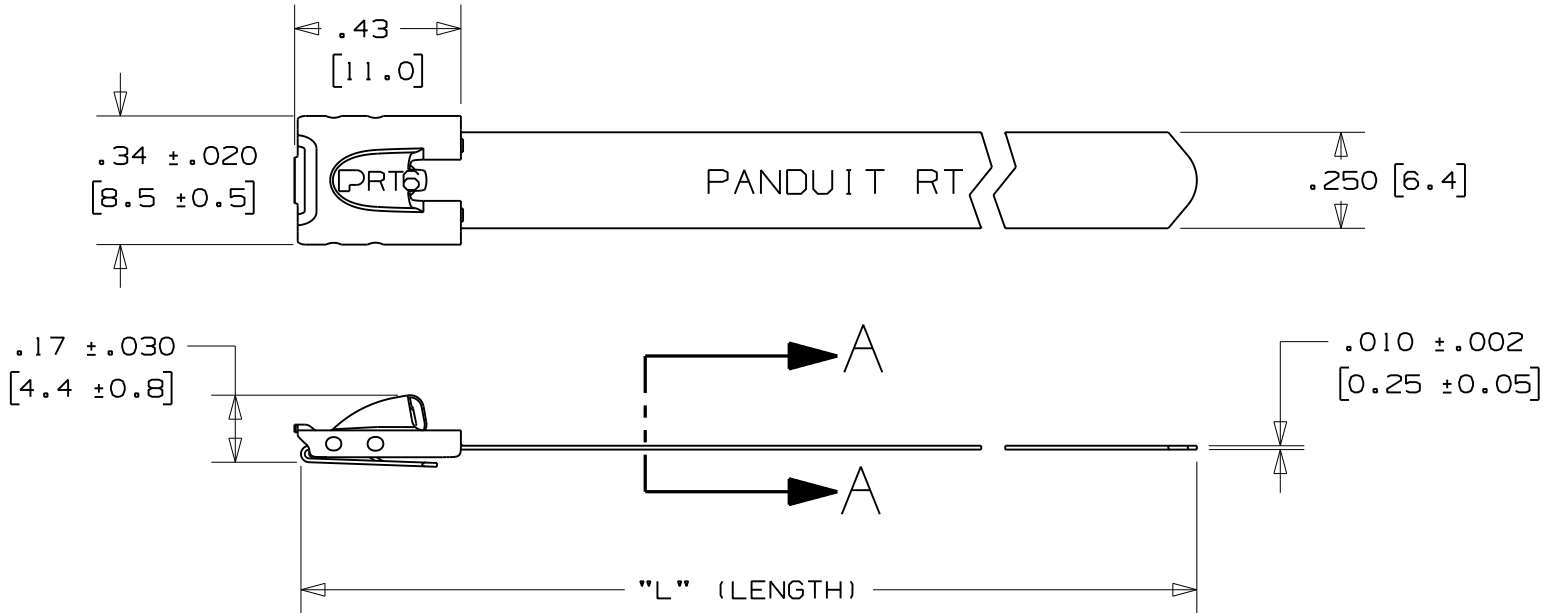 .43
[11.0]
.34 ±.020
[8.5 ±0.5]
PRT
PANDUIT RT
.250 [6.4]
.17 ±.030
[4.4 ±0.8]
A
.010 ±.002
[0.25 ±0.05]
A
"L" (LENGTH)